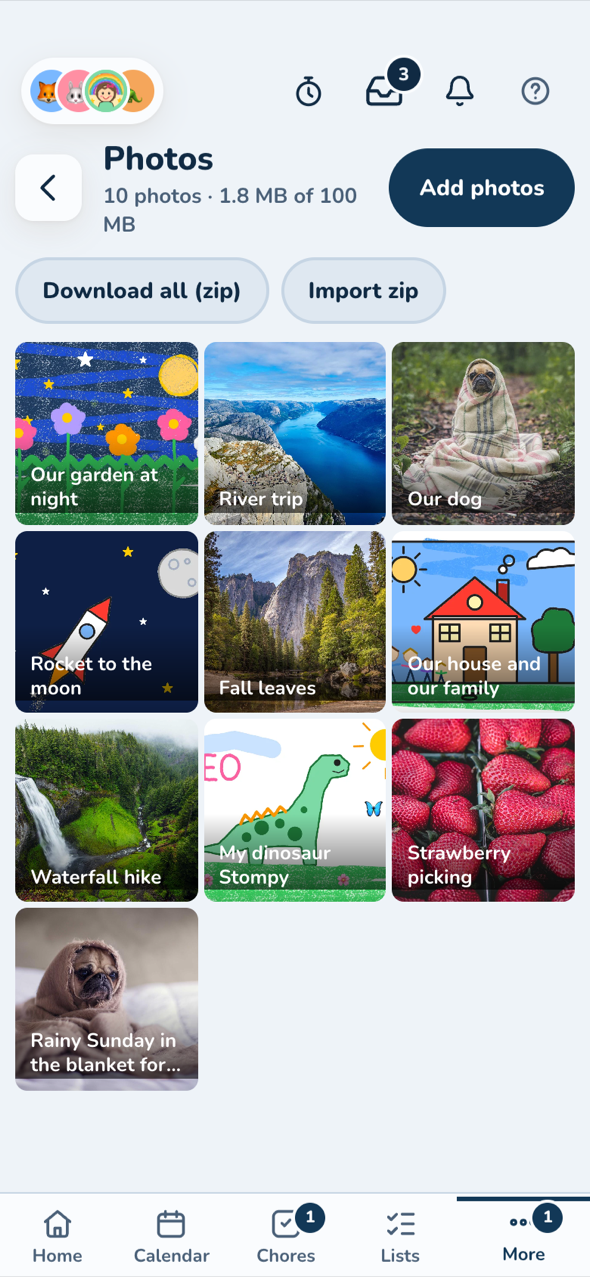 3
Photos
10 photos · 1.8 MB of 100
MB
Add photos
Download all (zip)
Import zip
Our garden at
night
River trip
Our dog
Rocket to the
moon
Fall leaves
Our house and
our family
Waterfall hike
EO
My dinosaur
Stompy
Strawberry
picking
Rainy Sunday in
the blanket for...
Home
Calendar
1
Chores
Lists
1
More